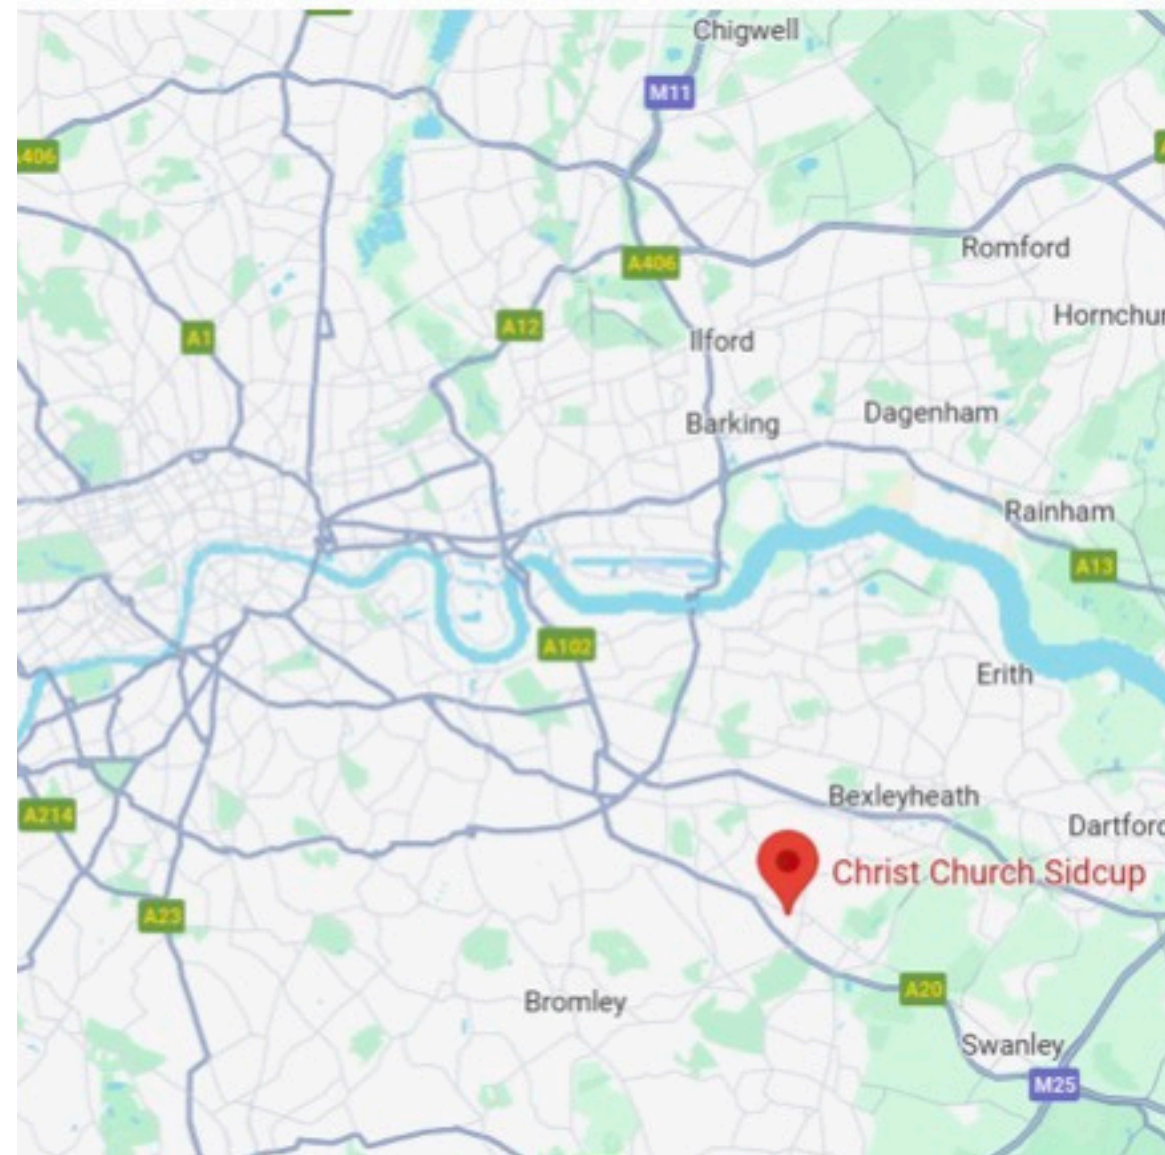 Chigwell
M11
A406
Romford
A406
Hornchur
A12
A1
Ilford
Dagenham
Barking
Rainham
A13
A102
Erith
Bexleyheath
A214
Dartford
Christ Church Sidcup
A23
A20
Bromley
Swanley
M25